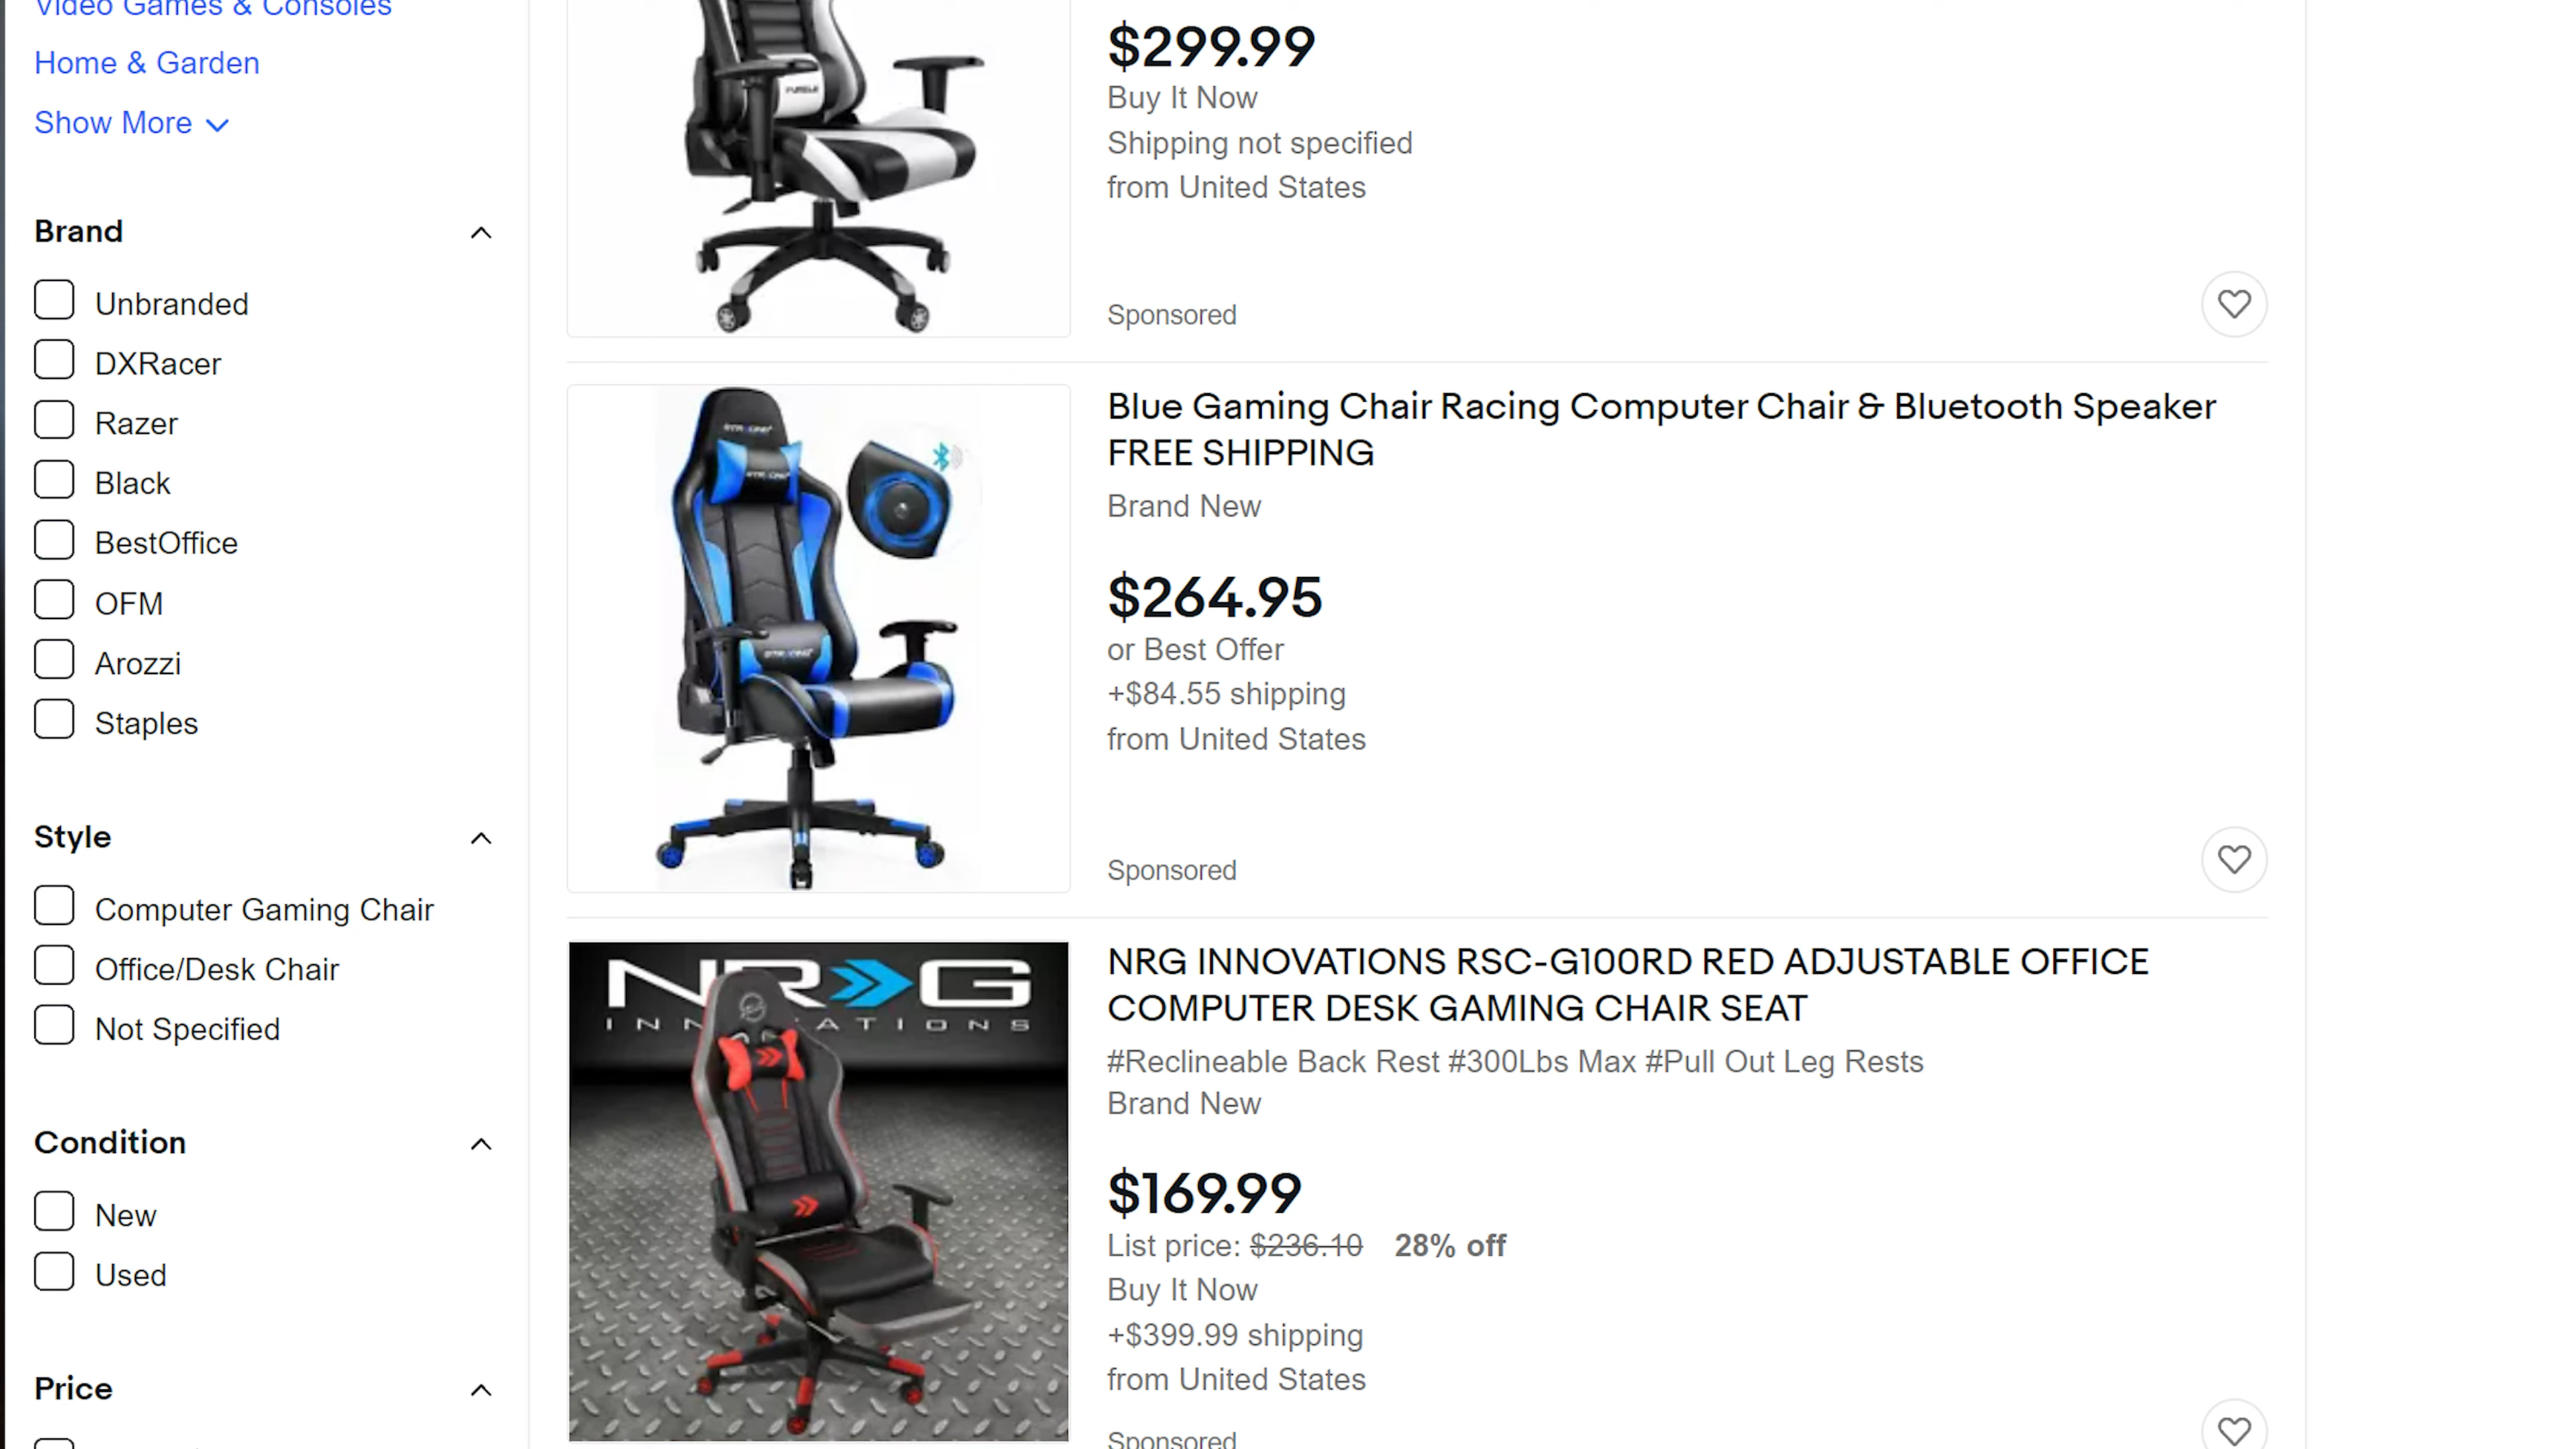 Video Games & Consoles
Home & Garden
Show More
Brand
Unbranded
DXRacer
Razer
Black
BestOffice
OFM
Arozzi
Staples
Style
Computer Gaming Chair
Office/Desk Chair
Not Specified
Condition
New
Used
Price
$299.99
Buy It Now
Shipping not specified
from United States
Sponsored
Blue Gaming Chair Racing Computer Chair & Bluetooth Speaker
FREE SHIPPING
Brand New
$264.95
or Best Offer
+$84.55 shipping
from United States
Sponsored
NRG
INNOVATIONS
NRG INNOVATIONS RSC-G100RD RED ADJUSTABLE OFFICE
COMPUTER DESK GAMING CHAIR SEAT
#Reclineable Back Rest #300Lbs Max #Pull Out Leg Rests
Brand New
$169.99
List price: $236.10 28% off
Buy It Now
+$399.99 shipping
from United States
Sponsored